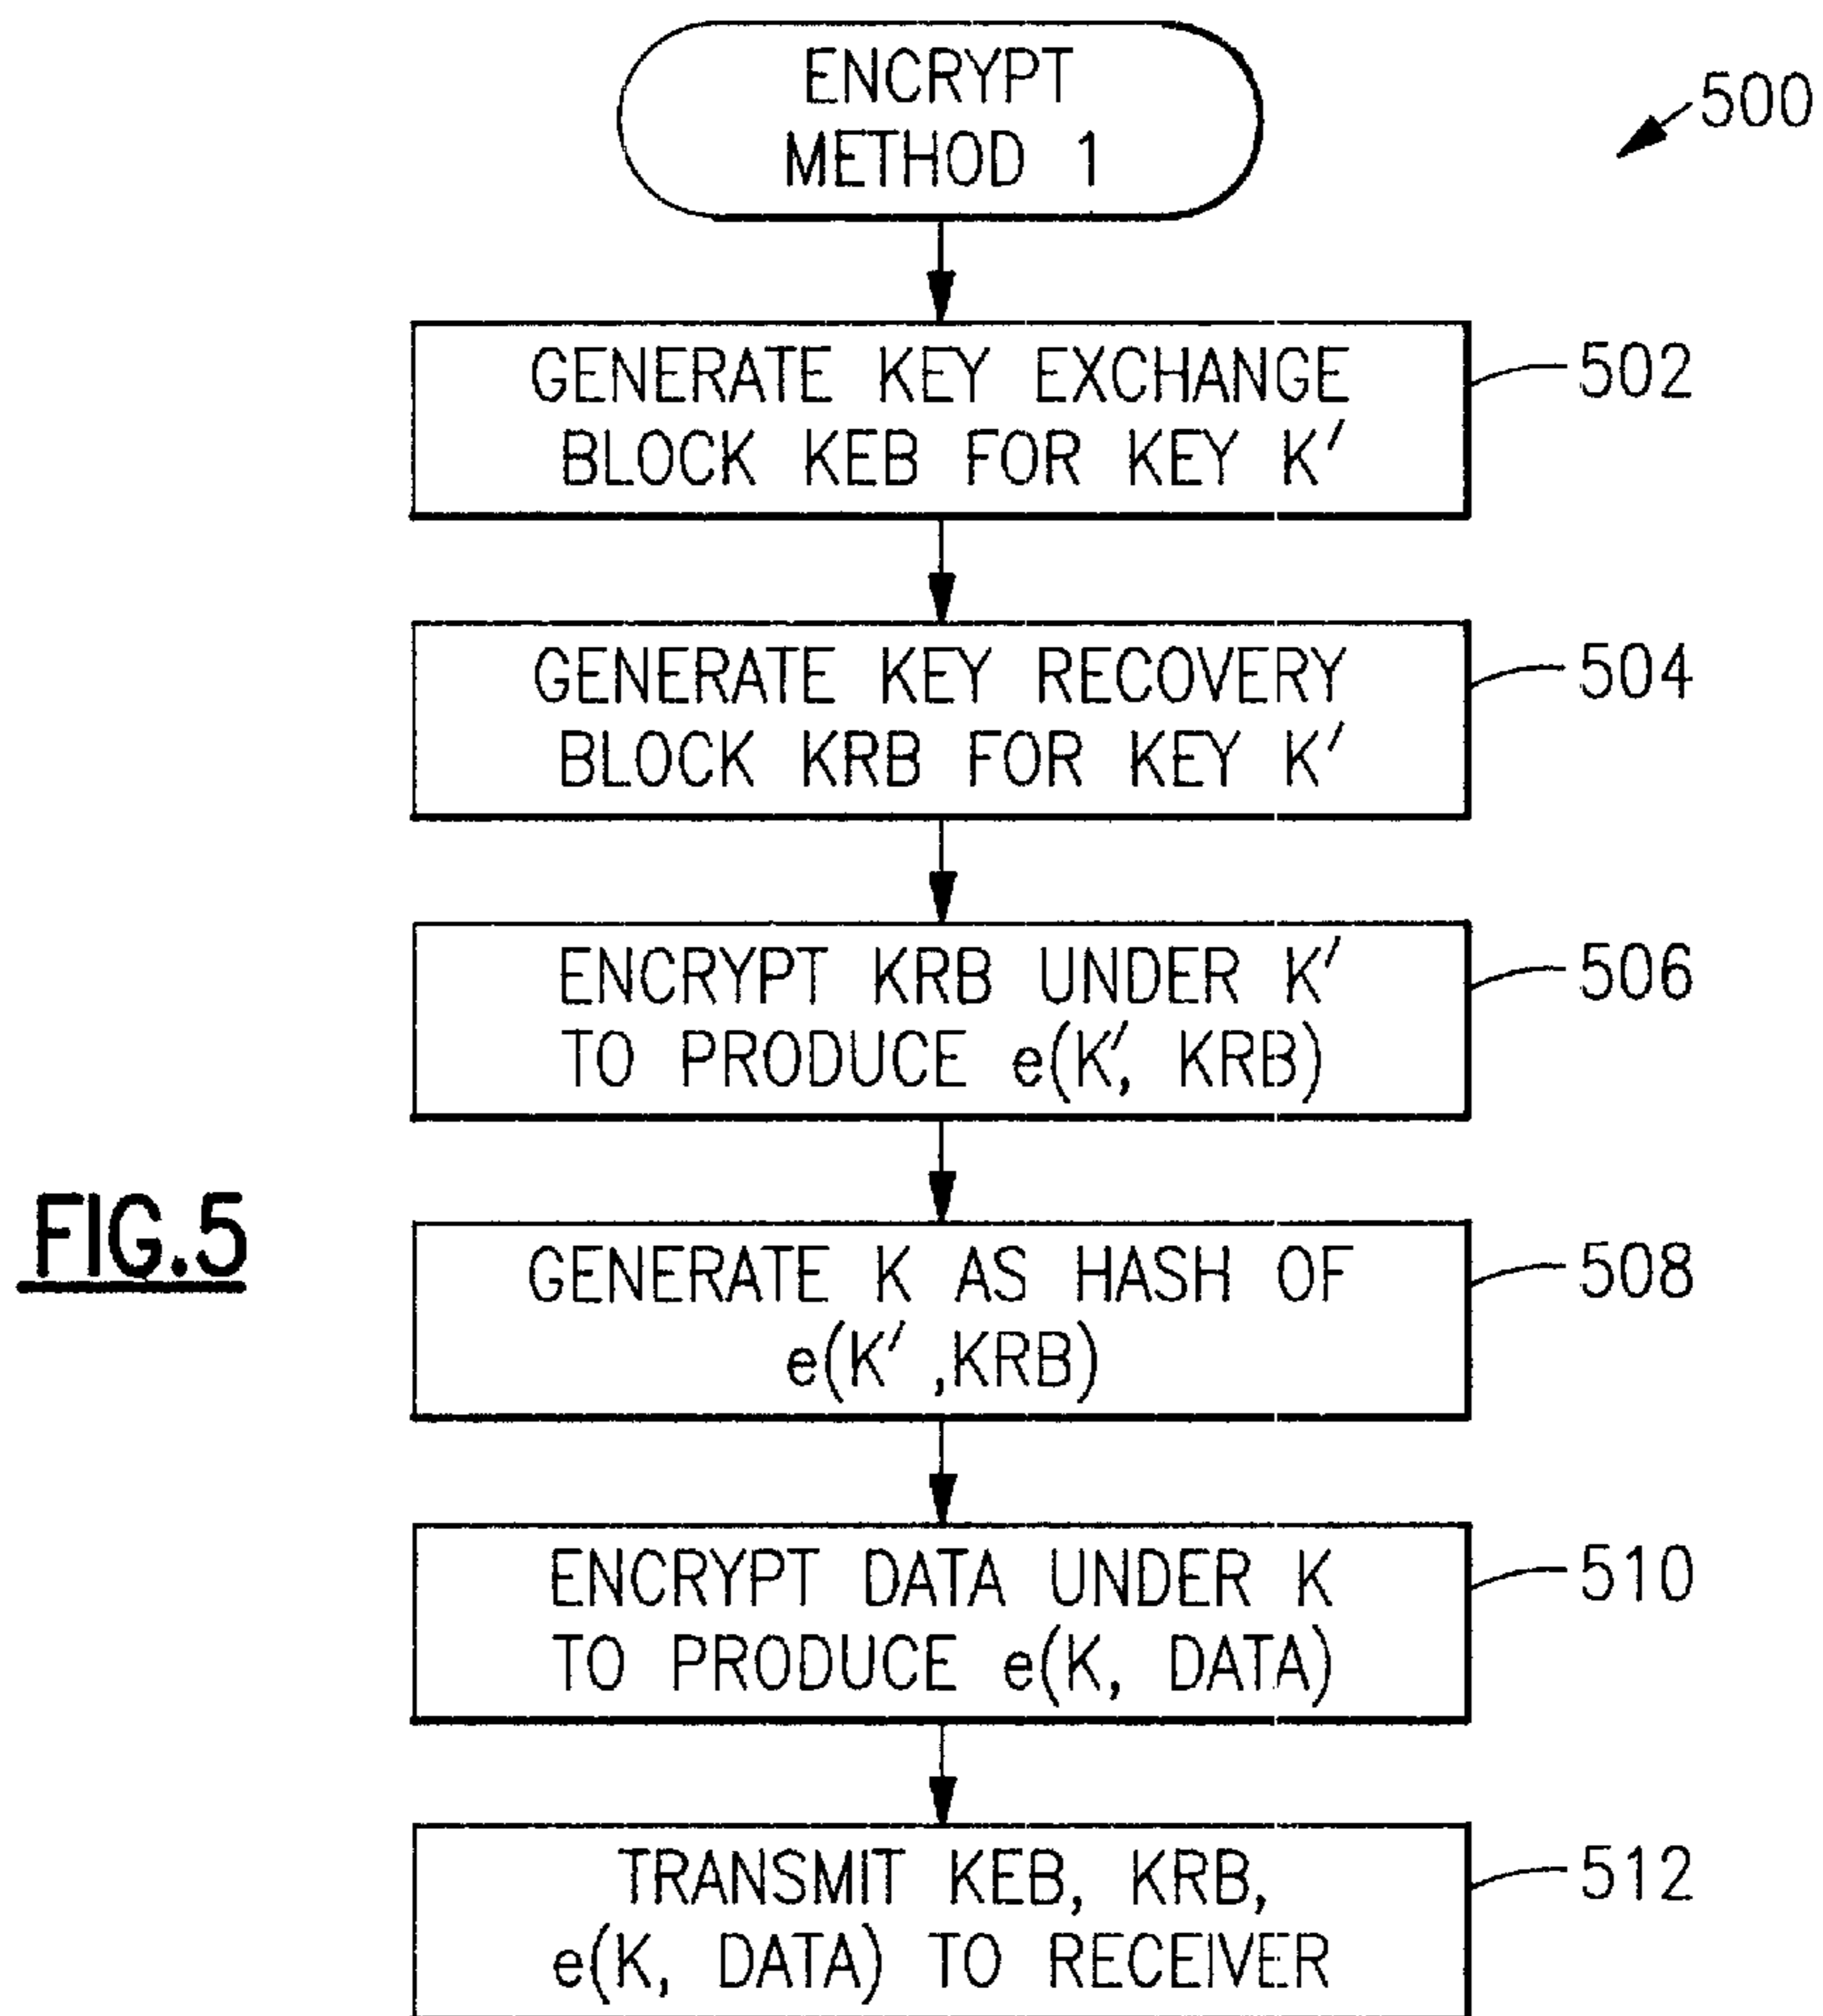 ENCRYPT
METHOD 1
500
GENERATE KEY EXCHANGE
BLOCK KEB FOR KEY K'
502
GENERATE KEY RECOVERY
BLOCK KRB FOR KEY K'
504
ENCRYPT KRB UNDER K'
TO PRODUCE e(K', KRB)
506
FIG.5
GENERATE K AS HASH OF
e(K' ,KRB)
508
ENCRYPT DATA UNDER K
TO PRODUCE e(K, DATA)
510
TRANSMIT KEB, KRB,
e(K, DATA) TO RECEIVER
512